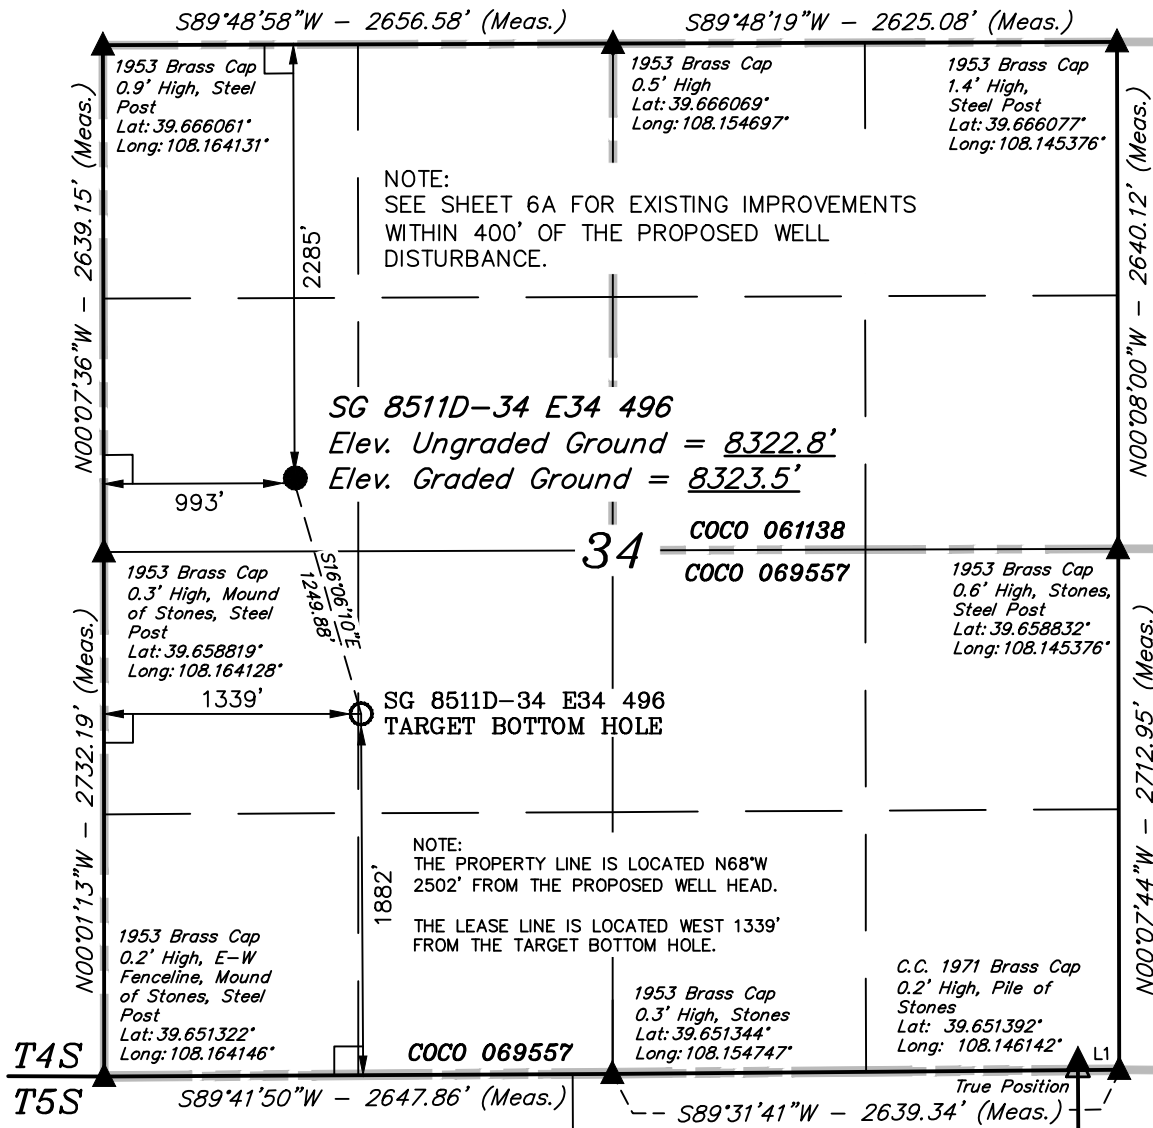 S89°48'58"W - 2656.58' (Meas.)
S89°48'19"W - 2625.08' (Meas.)
1953 Brass Cap
0.9' High, Steel
Post
Lat: 39.666061°
Long: 108.164131°
1953 Brass Cap
0.5' High
Lat: 39.666069°
Long: 108.154697°
1953 Brass Cap
1.4' High,
Steel Post
Lat: 39.666077°
Long: 108.145376°
N00°07'36"W - 2639.15' (Meas.)
N00°08'00"W - 2640.12' (Meas.)
NOTE:
SEE SHEET 6A FOR EXISTING IMPROVEMENTS
WITHIN 400' OF THE PROPOSED WELL
DISTURBANCE.
2285'
SG 8511D-34 E34 496
Elev. Ungraded Ground = 8322.8'
Elev. Graded Ground = 8323.5'
993'
COCO 061138
34
COCO 069557
S16°06'10"E
1249.88'
1953 Brass Cap
0.3' High, Mound
of Stones, Steel
Post
Lat: 39.658819°
Long: 108.164128°
1953 Brass Cap
0.6' High, Stones,
Steel Post
Lat: 39.658832°
Long: 108.145376°
N00°01'13"W - 2732.19' (Meas.)
N00°07'44"W - 2712.95' (Meas.)
1339'
SG 8511D-34 E34 496
TARGET BOTTOM HOLE
1882'
NOTE:
THE PROPERTY LINE IS LOCATED N68°W
2502' FROM THE PROPOSED WELL HEAD.
THE LEASE LINE IS LOCATED WEST 1339'
FROM THE TARGET BOTTOM HOLE.
1953 Brass Cap
0.2' High, E-W
Fenceline, Mound
of Stones, Steel
Post
Lat: 39.651322°
Long: 108.164146°
1953 Brass Cap
0.3' High, Stones
Lat: 39.651344°
Long: 108.154747°
C.C. 1971 Brass Cap
0.2' High, Pile of
Stones
Lat: 39.651392°
Long: 108.146142°
COCO 069557
L1
T4S
T5S
True Position
S89°41'50"W - 2647.86' (Meas.)
S89°31'41"W - 2639.34' (Meas.)